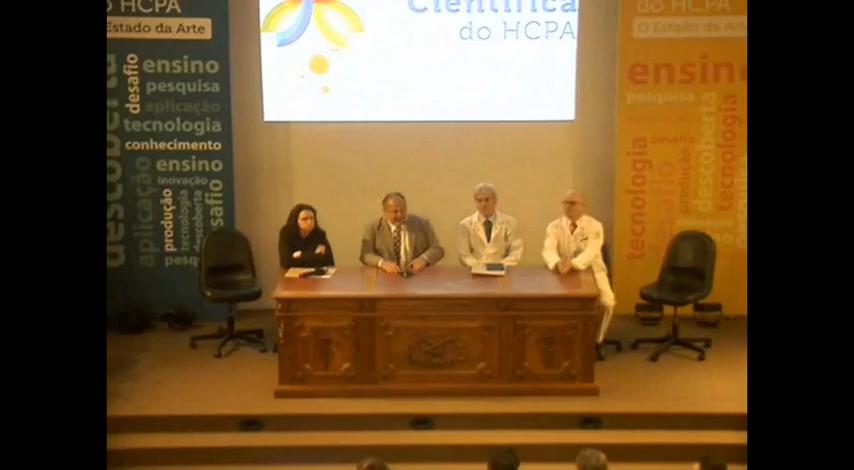 do HCPA
O Estado da Arte
descoberta
desafio
ensino
pesquisa
aplicação
tecnologia
conhecimento
ensino
inovação
aplicação
produção
tecnologia
descoberta
desafio
Científica
do HCPA
do HCPA
O Estado da Arte
ensino
pesquisa
tecnologia
desafio
produção
descoberta
tecnologia